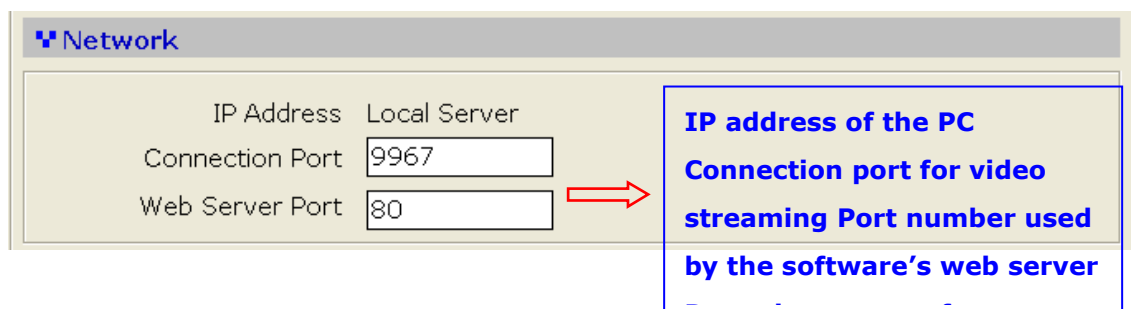 Network
IP Address Local Server
Connection Port 9967
Web Server Port 80
IP address of the PC
Connection port for video
streaming Port number used
by the software’s web server